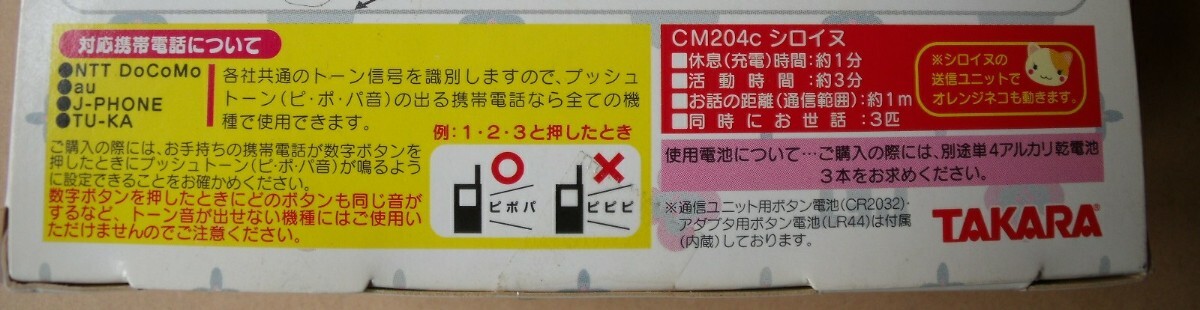 対応携帯電話について
●NTT DoCoMo
●au
●J-PHONE
●TU-KA
各社共通のトーン信号を識別しますので、プッシュ
トーン(ピ・ポ・パ音)の出る携帯電話なら全ての機
種で使用できます。
ご購入の際には、お手持ちの携帯電話が数字ボタンを
押したときにプッシュトーン(ピ・ポ・パ音)が鳴るよう
に設定できることをお確かめください。
数字ボタンを押したときにどのボタンも同じ音が
するなど、トーン音が出せない機種にはご使用い
ただけませんのでご注意ください。
例:1・2・3と押したとき
ピポパ
ピピピ
CM204c シロイヌ
■休息(充電)時間:約1分
■活動時間:約3分
■お話の距離(通信範囲):約1m
■同時にお世話:3匹
※シロイヌの
送信ユニットで
オレンジネコも動きます。
使用電池について…ご購入の際には、別途単4アルカリ乾電池
3本をお求めください。
※通信ユニット用ボタン電池(CR2032)・
アダプタ用ボタン電池(LR44)は付属
(内蔵)しております。
TAKARA